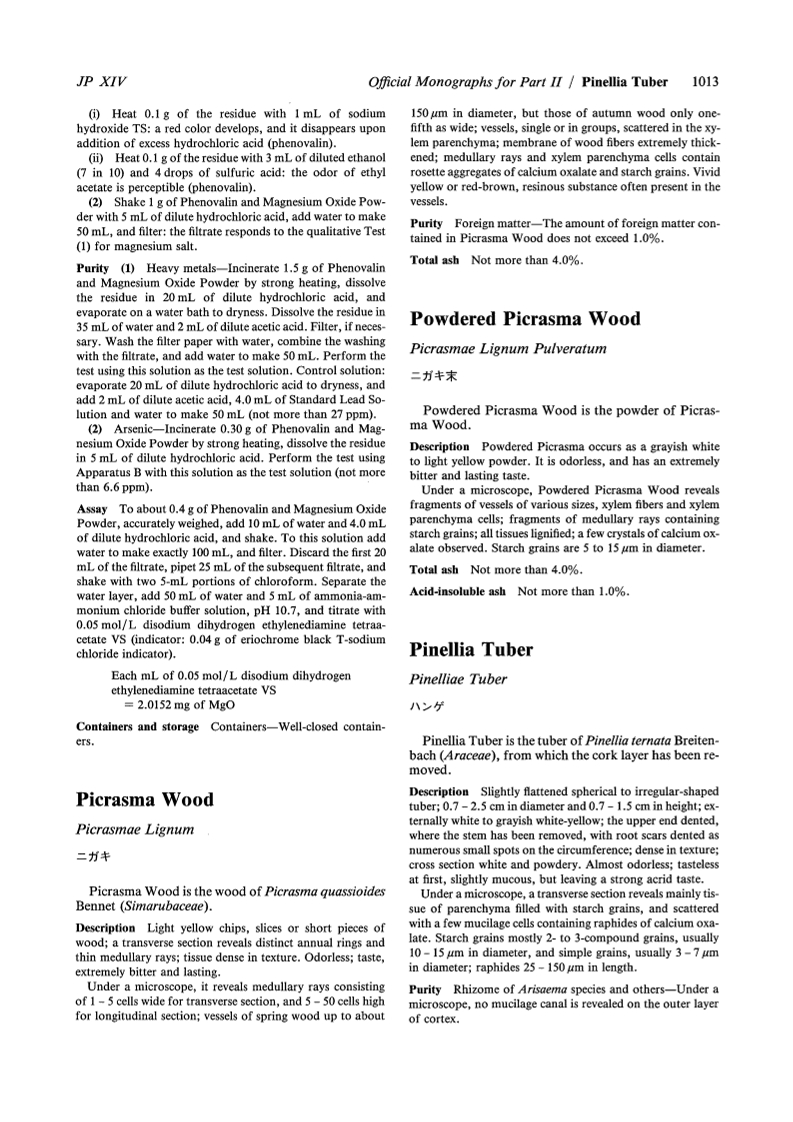 JP XIV
Official Monographs for Part II / Pinellia Tuber 1013
(i) Heat 0.1 g of the residue with 1 mL of sodium
hydroxide TS: a red color develops, and it disappears upon
addition of excess hydrochloric acid (phenovalin).
(ii) Heat 0.1 g of the residue with 3 mL of diluted ethanol
(7 in 10) and 4 drops of sulfuric acid: the odor of ethyl
acetate is perceptible (phenovalin).
(2) Shake 1 g of Phenovalin and Magnesium Oxide Pow-
der with 5 mL of dilute hydrochloric acid, add water to make
50 mL, and filter: the filtrate responds to the qualitative Test
(1) for magnesium salt.
Purity (1) Heavy metals—Incinerate 1.5 g of Phenovalin
and Magnesium Oxide Powder by strong heating, dissolve
the residue in 20 mL of dilute hydrochloric acid, and
evaporate on a water bath to dryness. Dissolve the residue in
35 mL of water and 2 mL of dilute acetic acid. Filter, if neces-
sary. Wash the filter paper with water, combine the washing
with the filtrate, and add water to make 50 mL. Perform the
test using this solution as the test solution. Control solution:
evaporate 20 mL of dilute hydrochloric acid to dryness, and
add 2 mL of dilute acetic acid, 4.0 mL of Standard Lead So-
lution and water to make 50 mL (not more than 27 ppm).
(2) Arsenic—Incinerate 0.30 g of Phenovalin and Mag-
nesium Oxide Powder by strong heating, dissolve the residue
in 5 mL of dilute hydrochloric acid. Perform the test using
Apparatus B with this solution as the test solution (not more
than 6.6 ppm).
Assay To about 0.4 g of Phenovalin and Magnesium Oxide
Powder, accurately weighed, add 10 mL of water and 4.0 mL
of dilute hydrochloric acid, and shake. To this solution add
water to make exactly 100 mL, and filter. Discard the first 20
mL of the filtrate, pipet 25 mL of the subsequent filtrate, and
shake with two 5-mL portions of chloroform. Separate the
water layer, add 50 mL of water and 5 mL of ammonia-am-
monium chloride buffer solution, pH 10.7, and titrate with
0.05 mol/L disodium dihydrogen ethylenediamine tetraa-
cetate VS (indicator: 0.04 g of eriochrome black T-sodium
chloride indicator).
Each mL of 0.05 mol/L disodium dihydrogen
ethylenediamine tetraacetate VS
= 2.0152 mg of MgO
Containers and storage Containers—Well-closed contain-
ers.
Picrasma Wood
Picrasmae Lignum
ニガキ
Picrasma Wood is the wood of Picrasma quassioides
Bennet (Simarubaceae).
Description Light yellow chips, slices or short pieces of
wood; a transverse section reveals distinct annual rings and
thin medullary rays; tissue dense in texture. Odorless; taste,
extremely bitter and lasting.
Under a microscope, it reveals medullary rays consisting
of 1 – 5 cells wide for transverse section, and 5 – 50 cells high
for longitudinal section; vessels of spring wood up to about
150 μm in diameter, but those of autumn wood only one-
fifth as wide; vessels, single or in groups, scattered in the xy-
lem parenchyma; membrane of wood fibers extremely thick-
ened; medullary rays and xylem parenchyma cells contain
rosette aggregates of calcium oxalate and starch grains. Vivid
yellow or red-brown, resinous substance often present in the
vessels.
Purity Foreign matter—The amount of foreign matter con-
tained in Picrasma Wood does not exceed 1.0%.
Total ash Not more than 4.0%.
Powdered Picrasma Wood
Picrasmae Lignum Pulveratum
ニガキ末
Powdered Picrasma Wood is the powder of Picras-
ma Wood.
Description Powdered Picrasma occurs as a grayish white
to light yellow powder. It is odorless, and has an extremely
bitter and lasting taste.
Under a microscope, Powdered Picrasma Wood reveals
fragments of vessels of various sizes, xylem fibers and xylem
parenchyma cells; fragments of medullary rays containing
starch grains; all tissues lignified; a few crystals of calcium ox-
alate observed. Starch grains are 5 to 15 μm in diameter.
Total ash Not more than 4.0%.
Acid-insoluble ash Not more than 1.0%.
Pinellia Tuber
Pinelliae Tuber
ハンゲ
Pinellia Tuber is the tuber of Pinellia ternata Breiten-
bach (Araceae), from which the cork layer has been re-
moved.
Description Slightly flattened spherical to irregular-shaped
tuber; 0.7 – 2.5 cm in diameter and 0.7 – 1.5 cm in height; ex-
ternally white to grayish white-yellow; the upper end dented,
where the stem has been removed, with root scars dented as
numerous small spots on the circumference; dense in texture;
cross section white and powdery. Almost odorless; tasteless
at first, slightly mucous, but leaving a strong acrid taste.
Under a microscope, a transverse section reveals mainly tis-
sue of parenchyma filled with starch grains, and scattered
with a few mucilage cells containing raphides of calcium oxa-
late. Starch grains mostly 2- to 3-compound grains, usually
10 – 15 μm in diameter, and simple grains, usually 3 – 7 μm
in diameter; raphides 25 – 150 μm in length.
Purity Rhizome of Arisaema species and others—Under a
microscope, no mucilage canal is revealed on the outer layer
of cortex.